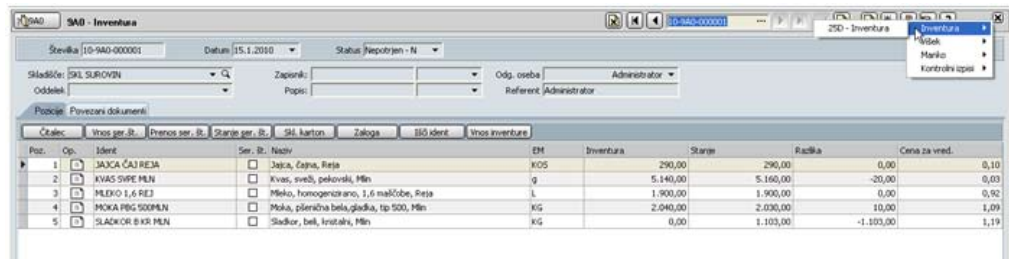 9A0 9A0 - Inventura 10-9A0-000001
25D - Inventura Inventura
Višek
Manko
Kontrolni izpisi
Številka 10-9A0-000001 Datum 15.1.2010 Status Nepotrjen - N
Skladišče: SKL SUROVIN Zapisnik: Odg. oseba Administrator
Oddelek Popis: Referent Administrator
Pozicije Povezani dokumenti
Čitalec Vnos ser.št. Prenos ser. št. Stanje ser. št. Skl. karton Zaloga Išči ident Vnos inventure
Poz. Op. Ident Ser. št. Naziv EM Inventura Stanje Razlika Cena za vred.
1 JAJCA ČAJ REJA Jajca, čajna, Reja KOS 290,00 290,00 0,00 0,10
2 KVAS SVPE MLN Kvas, sveži, pekovski, Mlin g 5.140,00 5.160,00 -20,00 0,03
3 MLEKO 1,6 REJ Mleko, homogenizirano, 1,6 maščobe, Reja L 1.900,00 1.900,00 0,00 0,92
4 MOKA PBG 500MLN Moka, pšenična bela,gladka, tip 500, Mlin KG 2.040,00 2.030,00 10,00 1,09
5 SLADKOR B KR MLN Sladkor, beli, kristalni, Mlin KG 0,00 1.103,00 -1.103,00 1,19